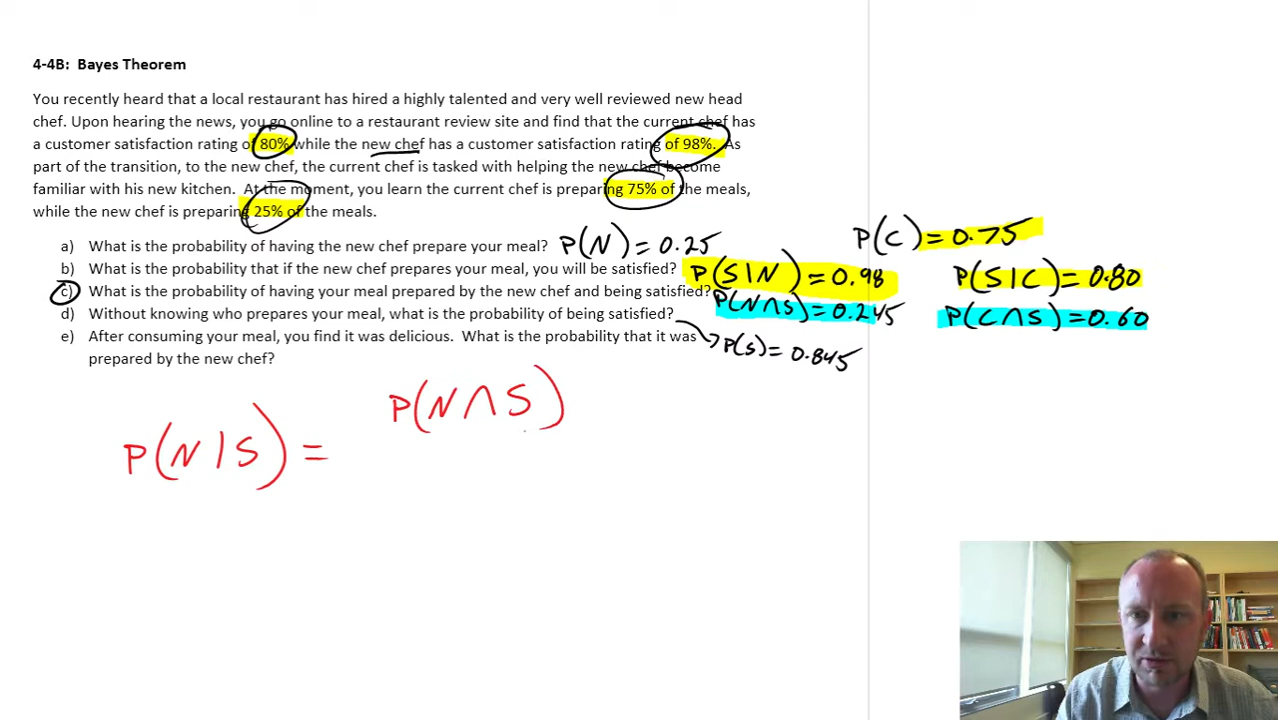 4-4B: Bayes Theorem
You recently heard that a local restaurant has hired a highly talented and very well reviewed new head
chef. Upon hearing the news, you go online to a restaurant review site and find that the current chef has
a customer satisfaction rating of 80% while the new chef has a customer satisfaction rating of 98%. As
part of the transition, to the new chef, the current chef is tasked with helping the new chef become
familiar with his new kitchen. At the moment, you learn the current chef is preparing 75% of the meals,
while the new chef is preparing 25% of the meals.
a) What is the probability of having the new chef prepare your meal? P(N) = 0.25 P(C) = 0.75
b) What is the probability that if the new chef prepares your meal, you will be satisfied? P(S|N) = 0.98 P(S|C) = 0.80
c) What is the probability of having your meal prepared by the new chef and being satisfied? P(N∩S) = 0.245 P(C∩S) = 0.60
d) Without knowing who prepares your meal, what is the probability of being satisfied?
e) After consuming your meal, you find it was delicious. What is the probability that it was P(S) = 0.845
prepared by the new chef?
P(N∩S)
P(N|S) =